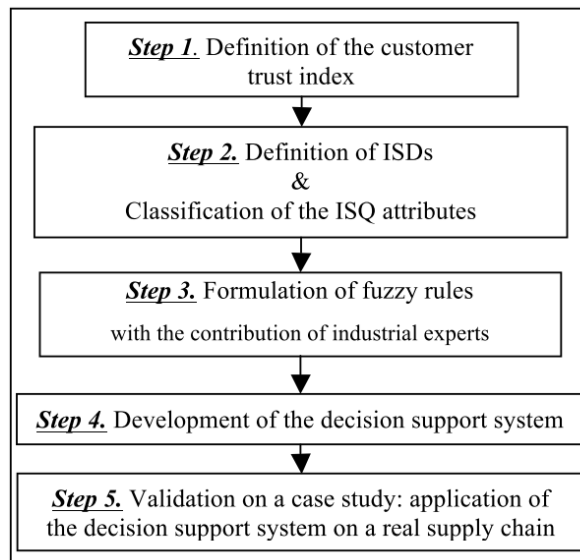 Step 1. Definition of the customer
trust index
Step 2. Definition of ISDs
&
Classification of the ISQ attributes
Step 3. Formulation of fuzzy rules
with the contribution of industrial experts
Step 4. Development of the decision support system
Step 5. Validation on a case study: application of
the decision support system on a real supply chain